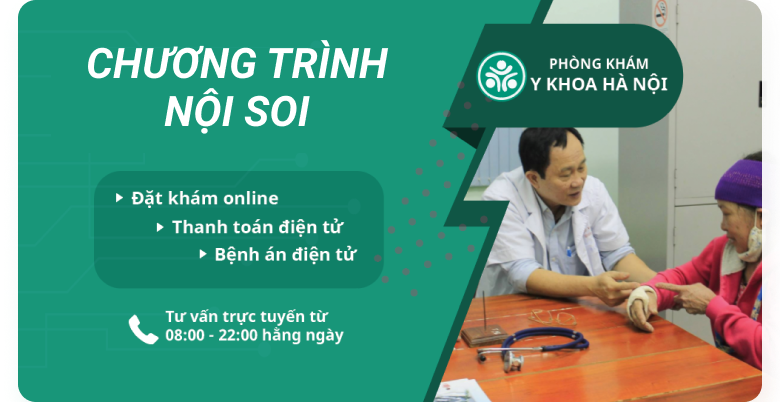 CHƯƠNG TRÌNH
NỘI SOI
Đặt khám online
Thanh toán điện tử
Bệnh án điện tử
Tư vấn trực tuyến từ
08:00 - 22:00 hằng ngày
PHÒNG KHÁM
Y KHOA HÀ NỘI